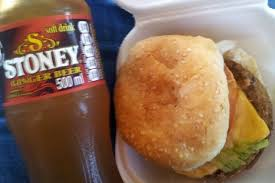 soft drink
S
STONEY
GINGER BEER
500 ml